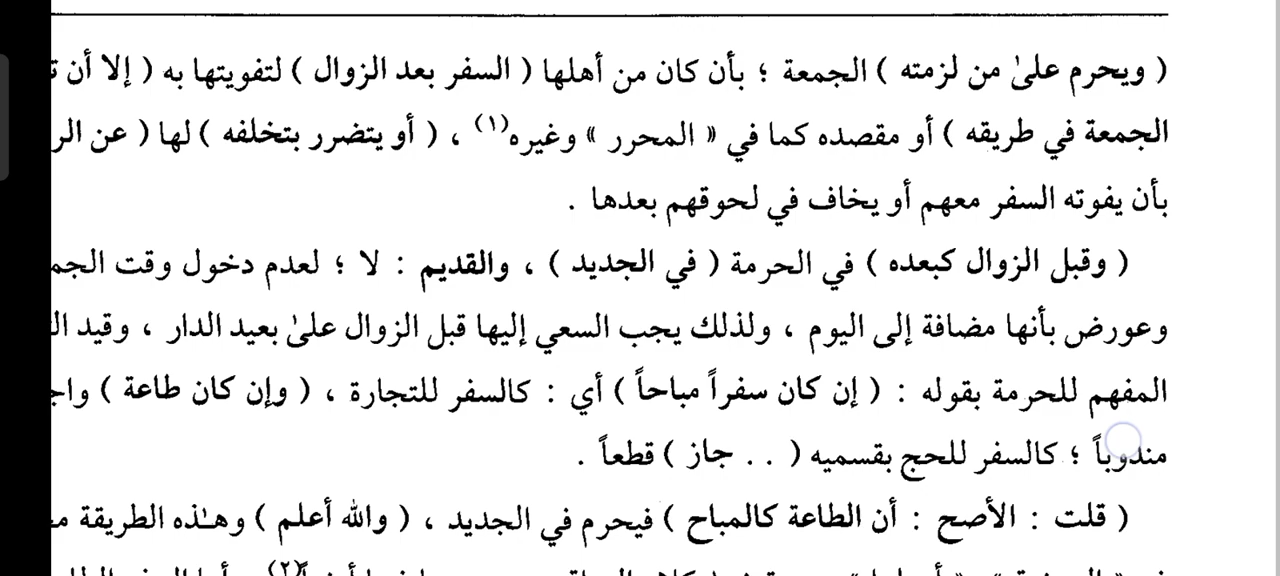 ( ويحرم علىٰ من لزمته ) الجمعة ؛ بأن كان من أهلها ( السفر بعد الزوال ) لتفويتها به ( إلا أن
الجمعة في طريقه ) أو مقصده كما في « المحرر » وغيره(١) ، ( أو يتضرر بتخلفه ) لها ( عن
بأن يفوته السفر معهم أو يخاف في لحوقهم بعدها .
( وقبل الزوال كبعده ) في الحرمة ( في الجديد ) ، والقديم : لا ؛ لعدم دخول وقت
وعورض بأنها مضافة إلى اليوم ، ولذلك يجب السعي إليها قبل الزوال علىٰ بعيد الدار ، وقيد
المفهم للحرمة بقوله : ( إن كان سفراً مباحاً ) أي : كالسفر للتجارة ، ( وإن كان طاعة )
مندوباً ؛ كالسفر للحج بقسميه ( . . جاز ) قطعاً .
( قلت : الأصح : أن الطاعة كالمباح ) فيحرم في الجديد ، ( والله أعلم ) وهـٰذه الطريقة